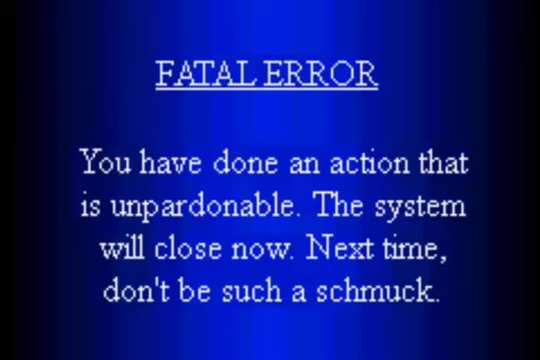 FATAL ERROR
You have done an action that
is unpardonable. The system
will close now. Next time,
don't be such a schmuck.